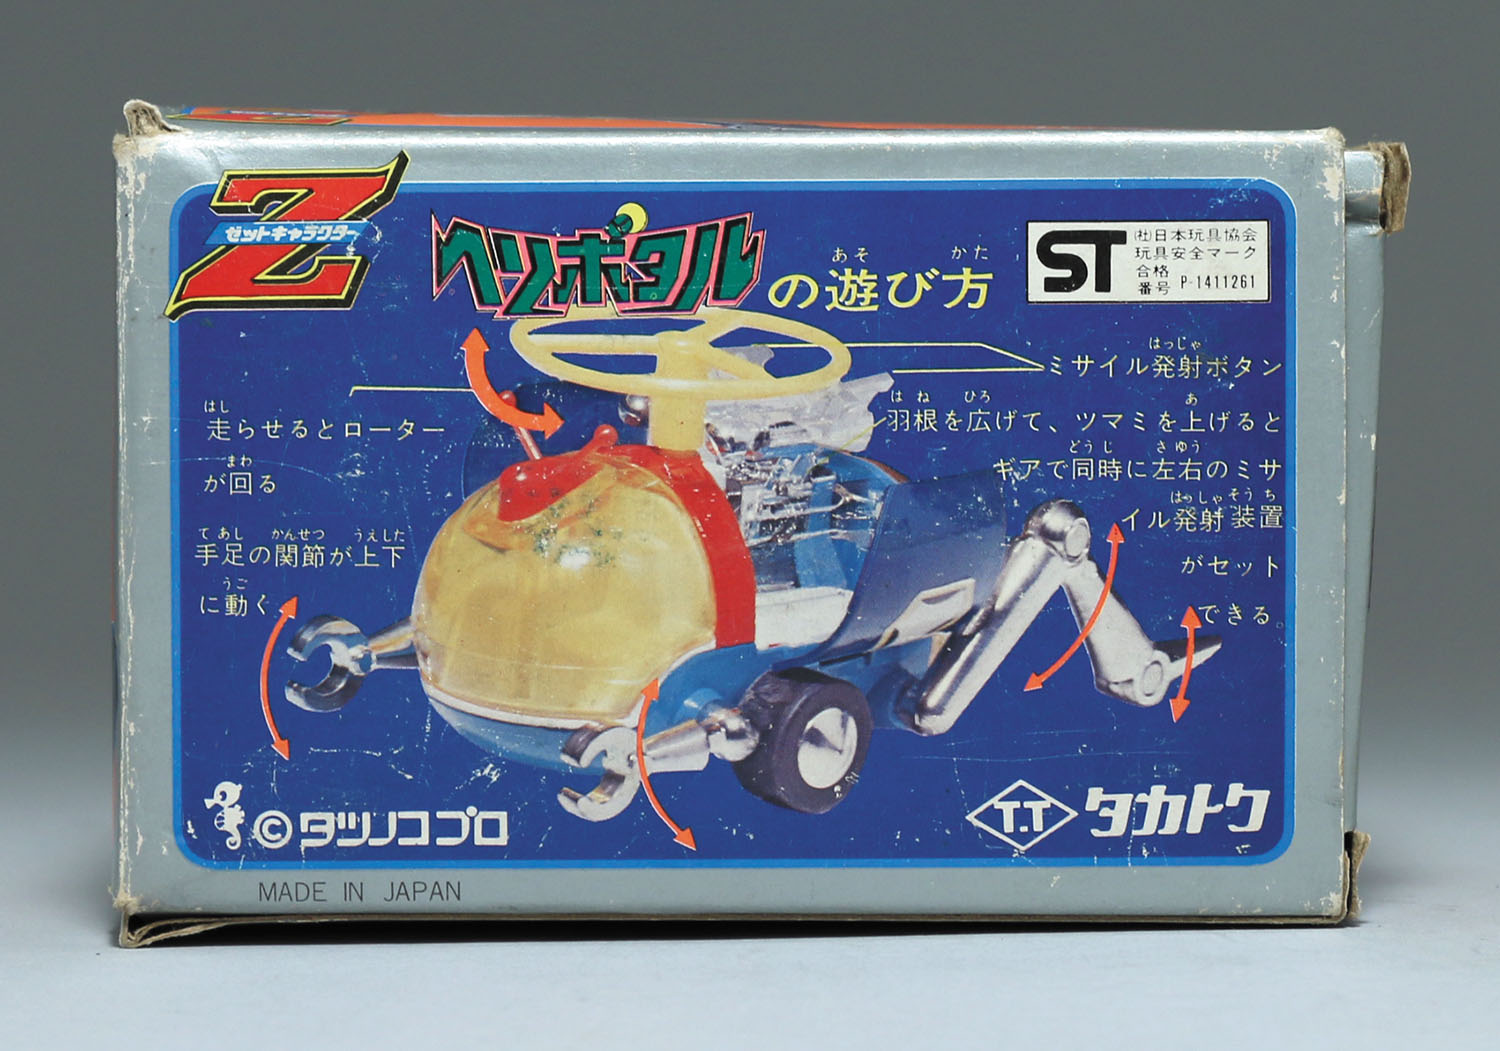 Z
ゼットキャラクター
ヘリボタルの遊び方
あそ かた
ST
(社)日本玩具協会
玩具安全マーク
合格
番号 P-1411261
はっしゃ
ミサイル発射ボタン
はね ひろ あ
羽根を広げて、ツマミを上げると
どうじ さゆう
ギアで同時に左右のミサ
はっしゃそうち
イル発射装置
がセット
できる。
はし
走らせるとローター
まわ
が回る
てあし かんせつ うえした
手足の関節が上下
うご
に動く
©タツノコプロ
T.T タカトク
MADE IN JAPAN